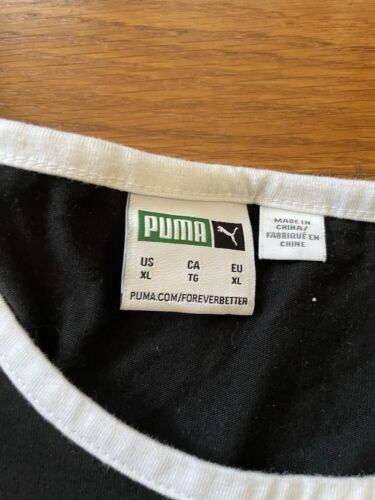 PUMA
US CA EU
XL TG XL
PUMA.COM/FOREVERBETTER
MADE IN
CHINA/
FABRIQUÉ EN
CHINE